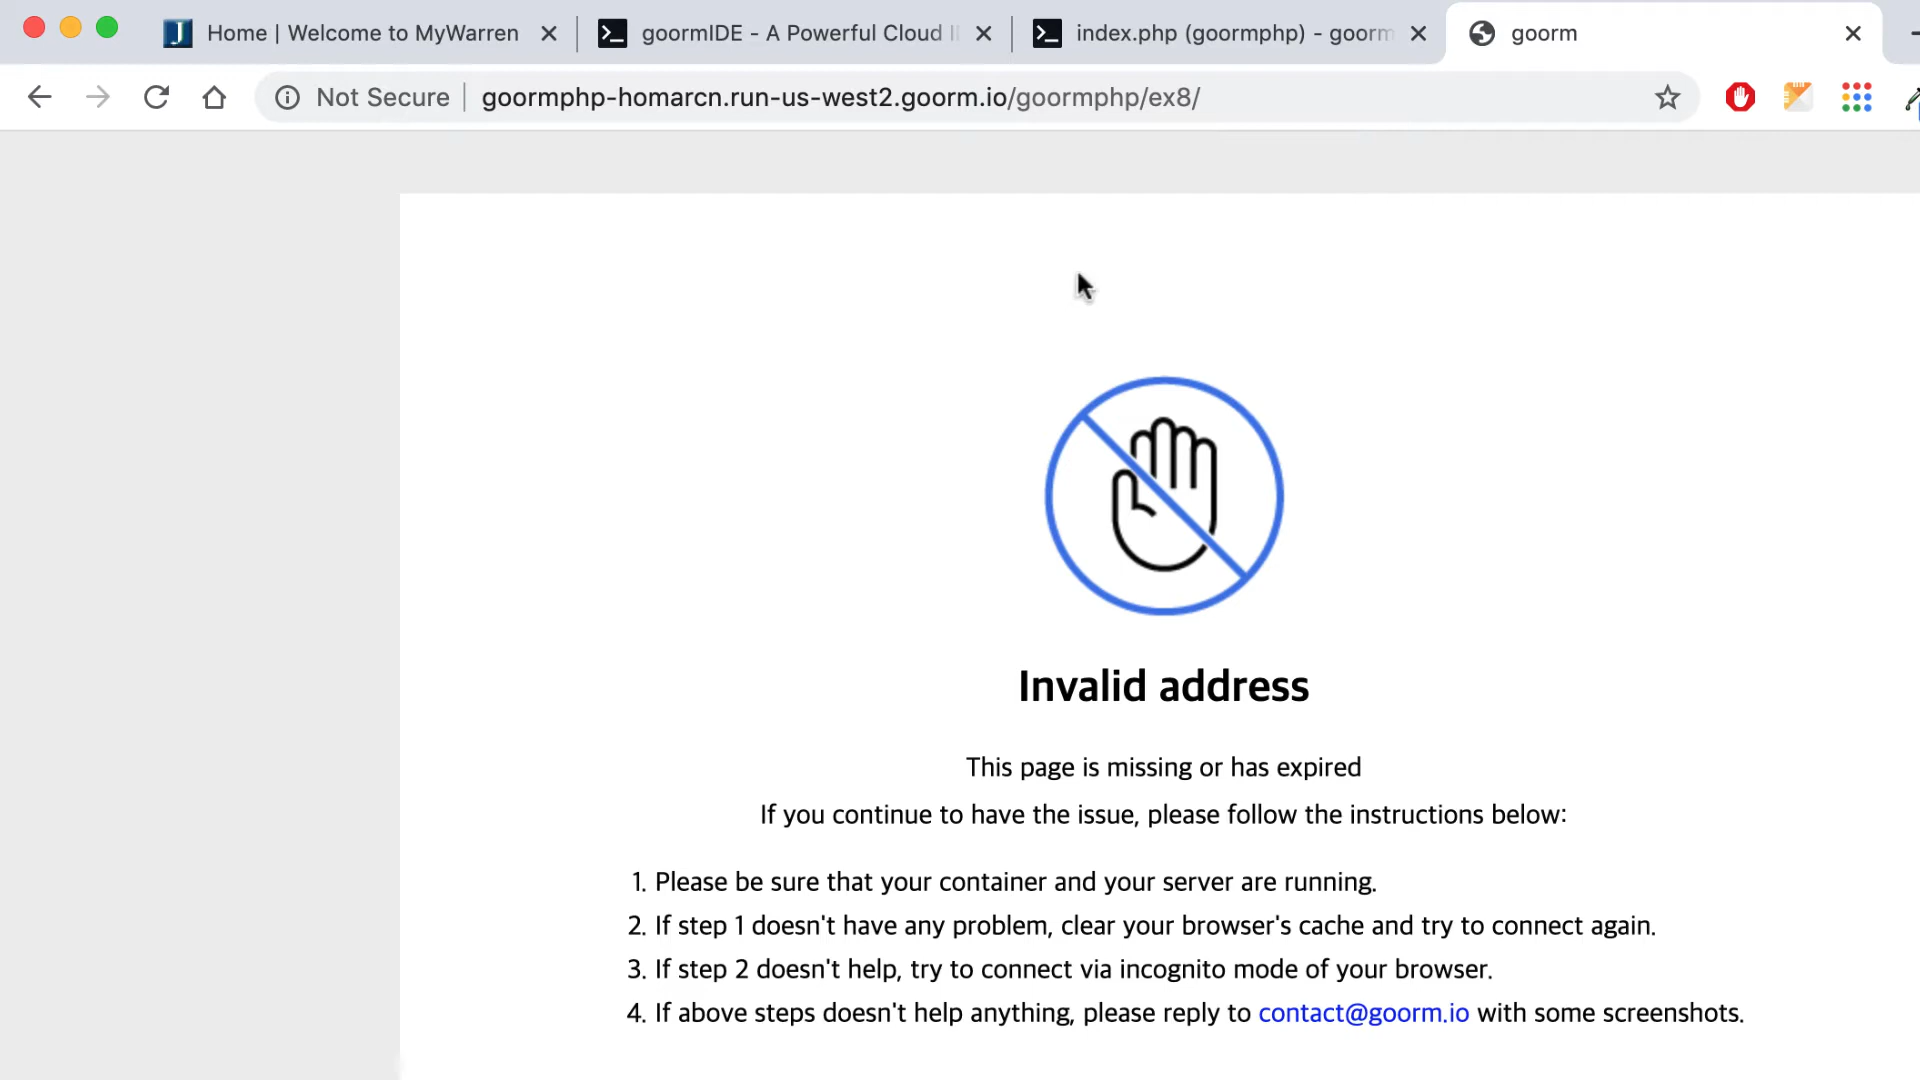 Home | Welcome to MyWarren
goormIDE - A Powerful Cloud I
index.php (goormphp) - goorm
goorm
Not Secure | goormphp-homarcn.run-us-west2.goorm.io/goormphp/ex8/
Invalid address
This page is missing or has expired
If you continue to have the issue, please follow the instructions below:
1. Please be sure that your container and your server are running.
2. If step 1 doesn't have any problem, clear your browser's cache and try to connect again.
3. If step 2 doesn't help, try to connect via incognito mode of your browser.
4. If above steps doesn't help anything, please reply to contact@goorm.io with some screenshots.